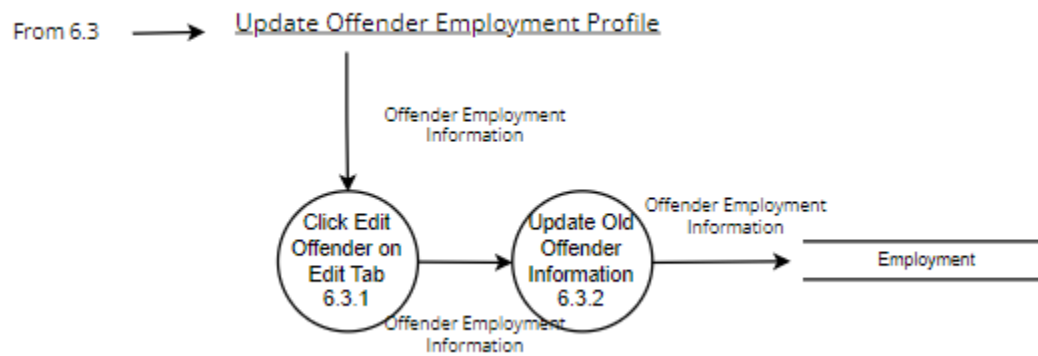 From 6.3
Update Offender Employment Profile
Offender Employment
Information
Click Edit
Offender on
Edit Tab
6.3.1
Offender Employment
Information
Update Old
Offender
Information
6.3.2
Offender Employment
Information
Employment